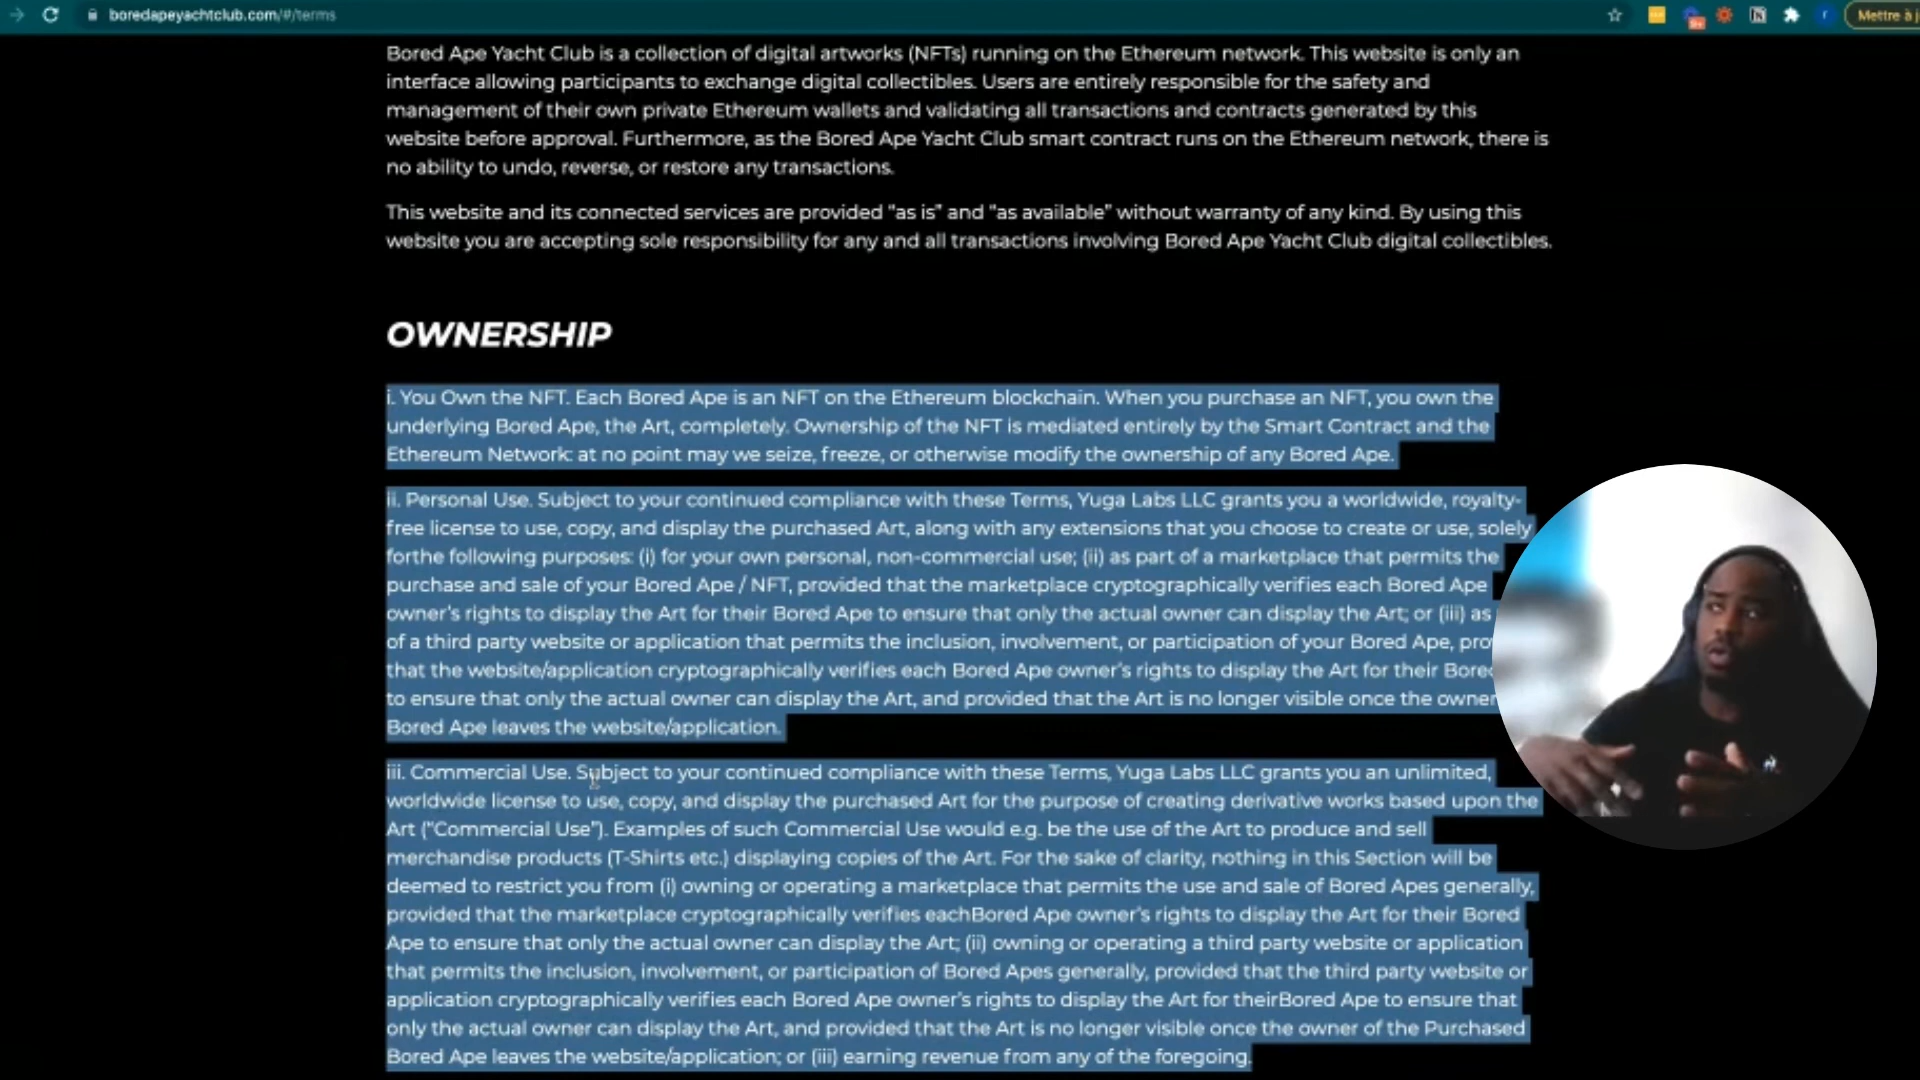 boredapeyachtclub.com/#/terms
Mettre à j
Bored Ape Yacht Club is a collection of digital artworks (NFTs) running on the Ethereum network. This website is only an
interface allowing participants to exchange digital collectibles. Users are entirely responsible for the safety and
management of their own private Ethereum wallets and validating all transactions and contracts generated by this
website before approval. Furthermore, as the Bored Ape Yacht Club smart contract runs on the Ethereum network, there is
no ability to undo, reverse, or restore any transactions.
This website and its connected services are provided “as is” and “as available” without warranty of any kind. By using this
website you are accepting sole responsibility for any and all transactions involving Bored Ape Yacht Club digital collectibles.
OWNERSHIP
i. You Own the NFT. Each Bored Ape is an NFT on the Ethereum blockchain. When you purchase an NFT, you own the
underlying Bored Ape, the Art, completely. Ownership of the NFT is mediated entirely by the Smart Contract and the
Ethereum Network: at no point may we seize, freeze, or otherwise modify the ownership of any Bored Ape.
ii. Personal Use. Subject to your continued compliance with these Terms, Yuga Labs LLC grants you a worldwide, royalty-
free license to use, copy, and display the purchased Art, along with any extensions that you choose to create or use, solely
forthe following purposes: (i) for your own personal, non-commercial use; (ii) as part of a marketplace that permits the
purchase and sale of your Bored Ape / NFT, provided that the marketplace cryptographically verifies each Bored Ape
owner’s rights to display the Art for their Bored Ape to ensure that only the actual owner can display the Art; or (iii) as
of a third party website or application that permits the inclusion, involvement, or participation of your Bored Ape, pro
that the website/application cryptographically verifies each Bored Ape owner’s rights to display the Art for their Bore
to ensure that only the actual owner can display the Art, and provided that the Art is no longer visible once the owner
Bored Ape leaves the website/application.
iii. Commercial Use. Subject to your continued compliance with these Terms, Yuga Labs LLC grants you an unlimited,
worldwide license to use, copy, and display the purchased Art for the purpose of creating derivative works based upon the
Art (“Commercial Use”). Examples of such Commercial Use would e.g. be the use of the Art to produce and sell
merchandise products (T-Shirts etc.) displaying copies of the Art. For the sake of clarity, nothing in this Section will be
deemed to restrict you from (i) owning or operating a marketplace that permits the use and sale of Bored Apes generally,
provided that the marketplace cryptographically verifies eachBored Ape owner’s rights to display the Art for their Bored
Ape to ensure that only the actual owner can display the Art; (ii) owning or operating a third party website or application
that permits the inclusion, involvement, or participation of Bored Apes generally, provided that the third party website or
application cryptographically verifies each Bored Ape owner’s rights to display the Art for theirBored Ape to ensure that
only the actual owner can display the Art, and provided that the Art is no longer visible once the owner of the Purchased
Bored Ape leaves the website/application; or (iii) earning revenue from any of the foregoing.